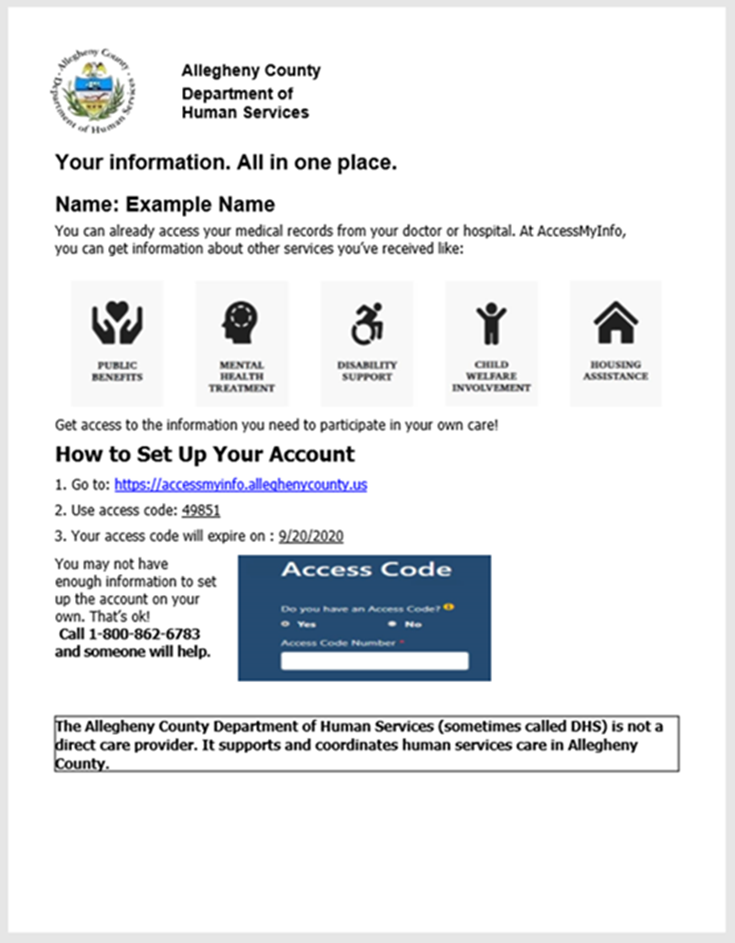 Allegheny County
Department of Human Services
Allegheny County
Department of
Human Services
Your information. All in one place.
Name: Example Name
You can already access your medical records from your doctor or hospital. At AccessMyInfo,
you can get information about other services you’ve received like:
PUBLIC
BENEFITS
MENTAL
HEALTH
TREATMENT
DISABILITY
SUPPORT
CHILD
WELFARE
INVOLVEMENT
HOUSING
ASSISTANCE
Get access to the information you need to participate in your own care!
How to Set Up Your Account
1. Go to: https://accessmyinfo.alleghenycounty.us
2. Use access code: 49851
3. Your access code will expire on : 9/20/2020
You may not have
enough information to set
up the account on your
own. That’s ok!
Call 1-800-862-6783
and someone will help.
Access Code
Do you have an Access Code?
Yes
No
Access Code Number *
The Allegheny County Department of Human Services (sometimes called DHS) is not a
direct care provider. It supports and coordinates human services care in Allegheny
County.